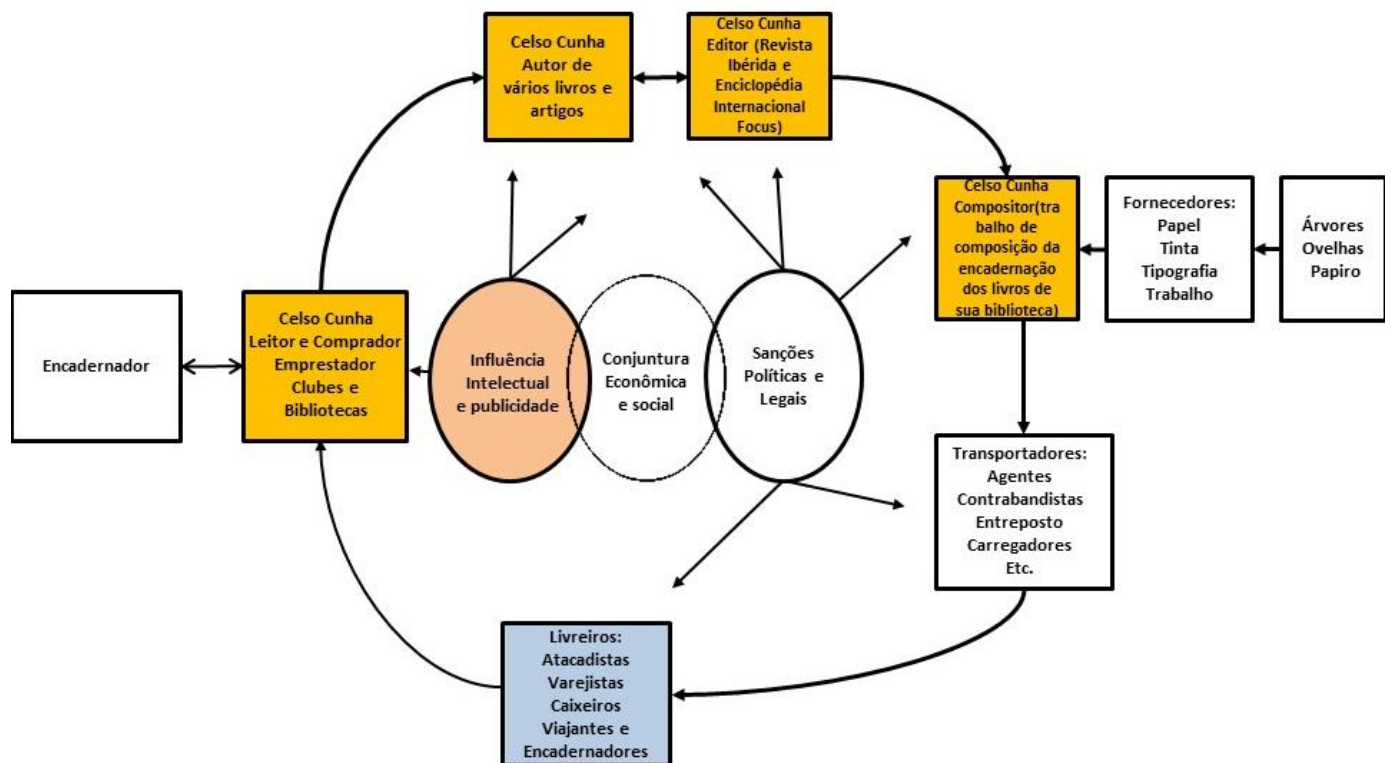 Celso Cunha
Autor de
vários livros e
artigos
Celso Cunha
Editor (Revista
Ibérida e
Enciclopédia
Internacional
Focus)
Celso Cunha
Compositor(tra
balho de
composição da
encadernação
dos livros de
sua biblioteca)
Fornecedores:
Papel
Tinta
Tipografia
Trabalho
Árvores
Ovelhas
Papiro
Encadernador
Celso Cunha
Leitor e Comprador
Emprestador
Clubes e
Bibliotecas
Influência
Intelectual
e publicidade
Conjuntura
Econômica
e social
Sanções
Políticas e
Legais
Transportadores:
Agentes
Contrabandistas
Entreposto
Carregadores
Etc.
Livreiros:
Atacadistas
Varejistas
Caixeiros
Viajantes e
Encadernadores